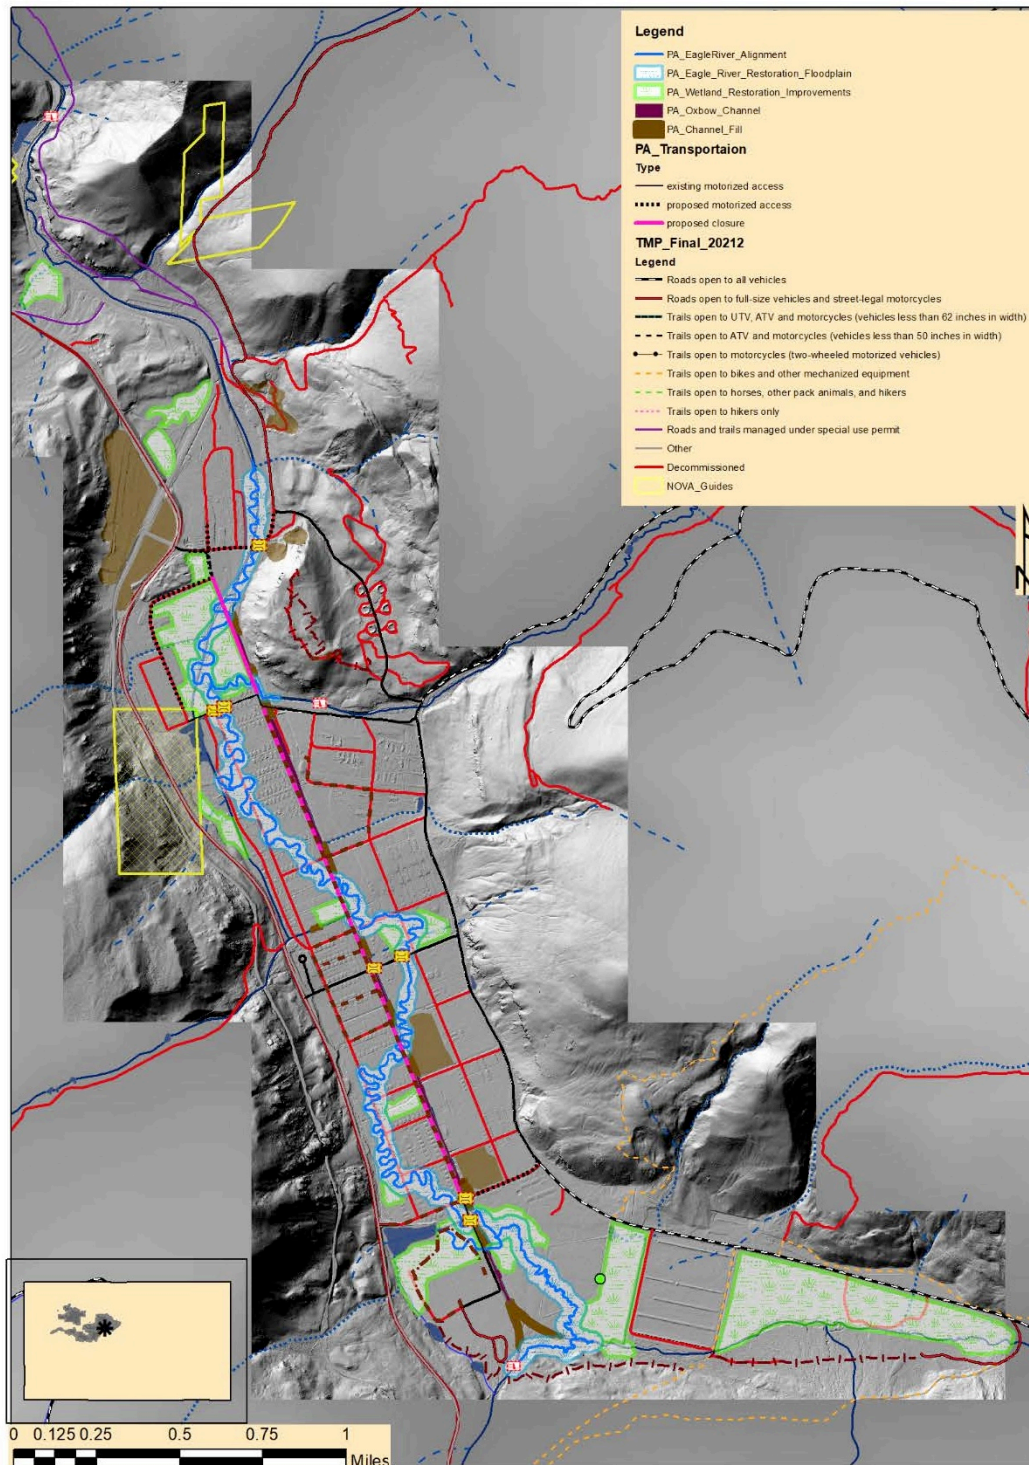 Legend
PA_EagleRiver_Alignment
PA_Eagle_River_Restoration_Floodplain
PA_Wetland_Restoration_Improvements
PA_Oxbow_Channel
PA_Channel_Fill
PA_Transportaion
Type
existing motorized access
proposed motorized access
proposed closure
TMP_Final_20212
Legend
Roads open to all vehicles
Roads open to full-size vehicles and street-legal motorcycles
Trails open to UTV, ATV and motorcycles (vehicles less than 62 inches in width)
Trails open to ATV and motorcycles (vehicles less than 50 inches in width)
Trails open to motorcycles (two-wheeled motorized vehicles)
Trails open to bikes and other mechanized equipment
Trails open to horses, other pack animals, and hikers
Trails open to hikers only
Roads and trails managed under special use permit
Other
Decommissioned
NOVA_Guides
0 0.125 0.25 0.5 0.75 1
Miles